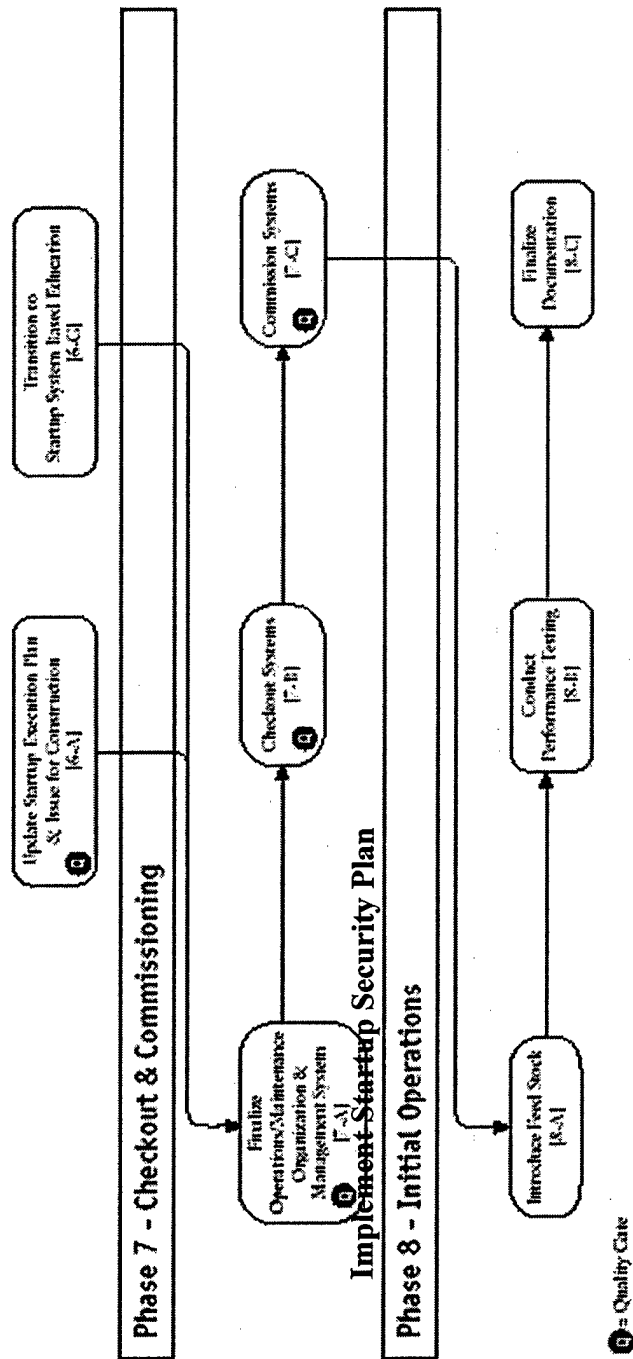 Update Startup Execution Plan
& Issue for Construction
[6-A]
Transition to
Startup System Based Education
[6-G]
Phase 7 - Checkout & Commissioning
Finalize
Operations/Maintenance
Organization &
Management System
[7-A]
Q
Checkout Systems
[7-B]
Q
Commission Systems
[7-C]
Q
Implement Startup Security Plan
Phase 8 - Initial Operations
Introduce Feed Stock
[8-A]
Conduct
Performance Testing
[8-B]
Finalize
Documentation
[8-C]
Q = Quality Gate